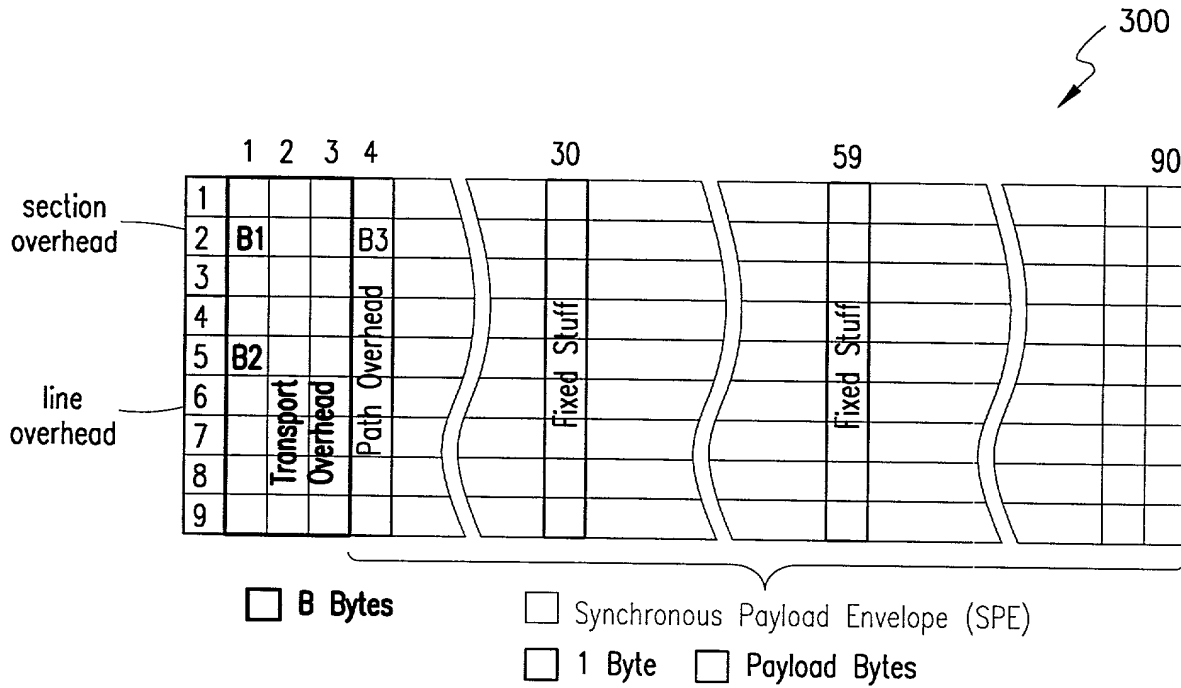 300
1 2 3 4 30 59 90
section
overhead
line
overhead
1
2 B1 B3
3
4
5 B2
6
7
8
9
Transport
Overhead
Path Overhead
Fixed Stuff
Fixed Stuff
B Bytes
Synchronous Payload Envelope (SPE)
1 Byte Payload Bytes